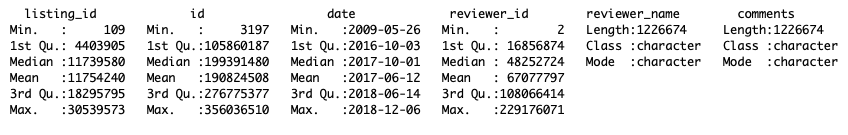 listing_id id date reviewer_id reviewer_name comments
Min. : 109 Min. : 3197 Min. :2009-05-26 Min. : 2 Length:1226674 Length:1226674
1st Qu.: 4403905 1st Qu.:105860187 1st Qu.:2016-10-03 1st Qu.: 16856874 Class :character Class :character
Median :11739580 Median :199391480 Median :2017-10-01 Median : 48252724 Mode :character Mode :character
Mean :11754240 Mean :190824508 Mean :2017-06-12 Mean : 67077797
3rd Qu.:18295795 3rd Qu.:276775377 3rd Qu.:2018-06-14 3rd Qu.:108066414
Max. :30539573 Max. :356036510 Max. :2018-12-06 Max. :229176071